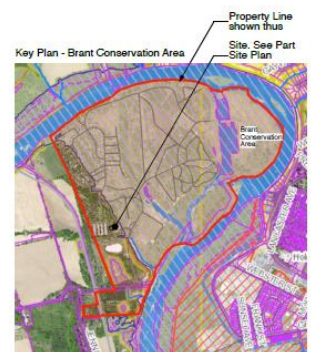 Property Line
shown thus
Site. See Part
Site Plan
Key Plan - Brant Conservation Area
Brant
Conservation
Area